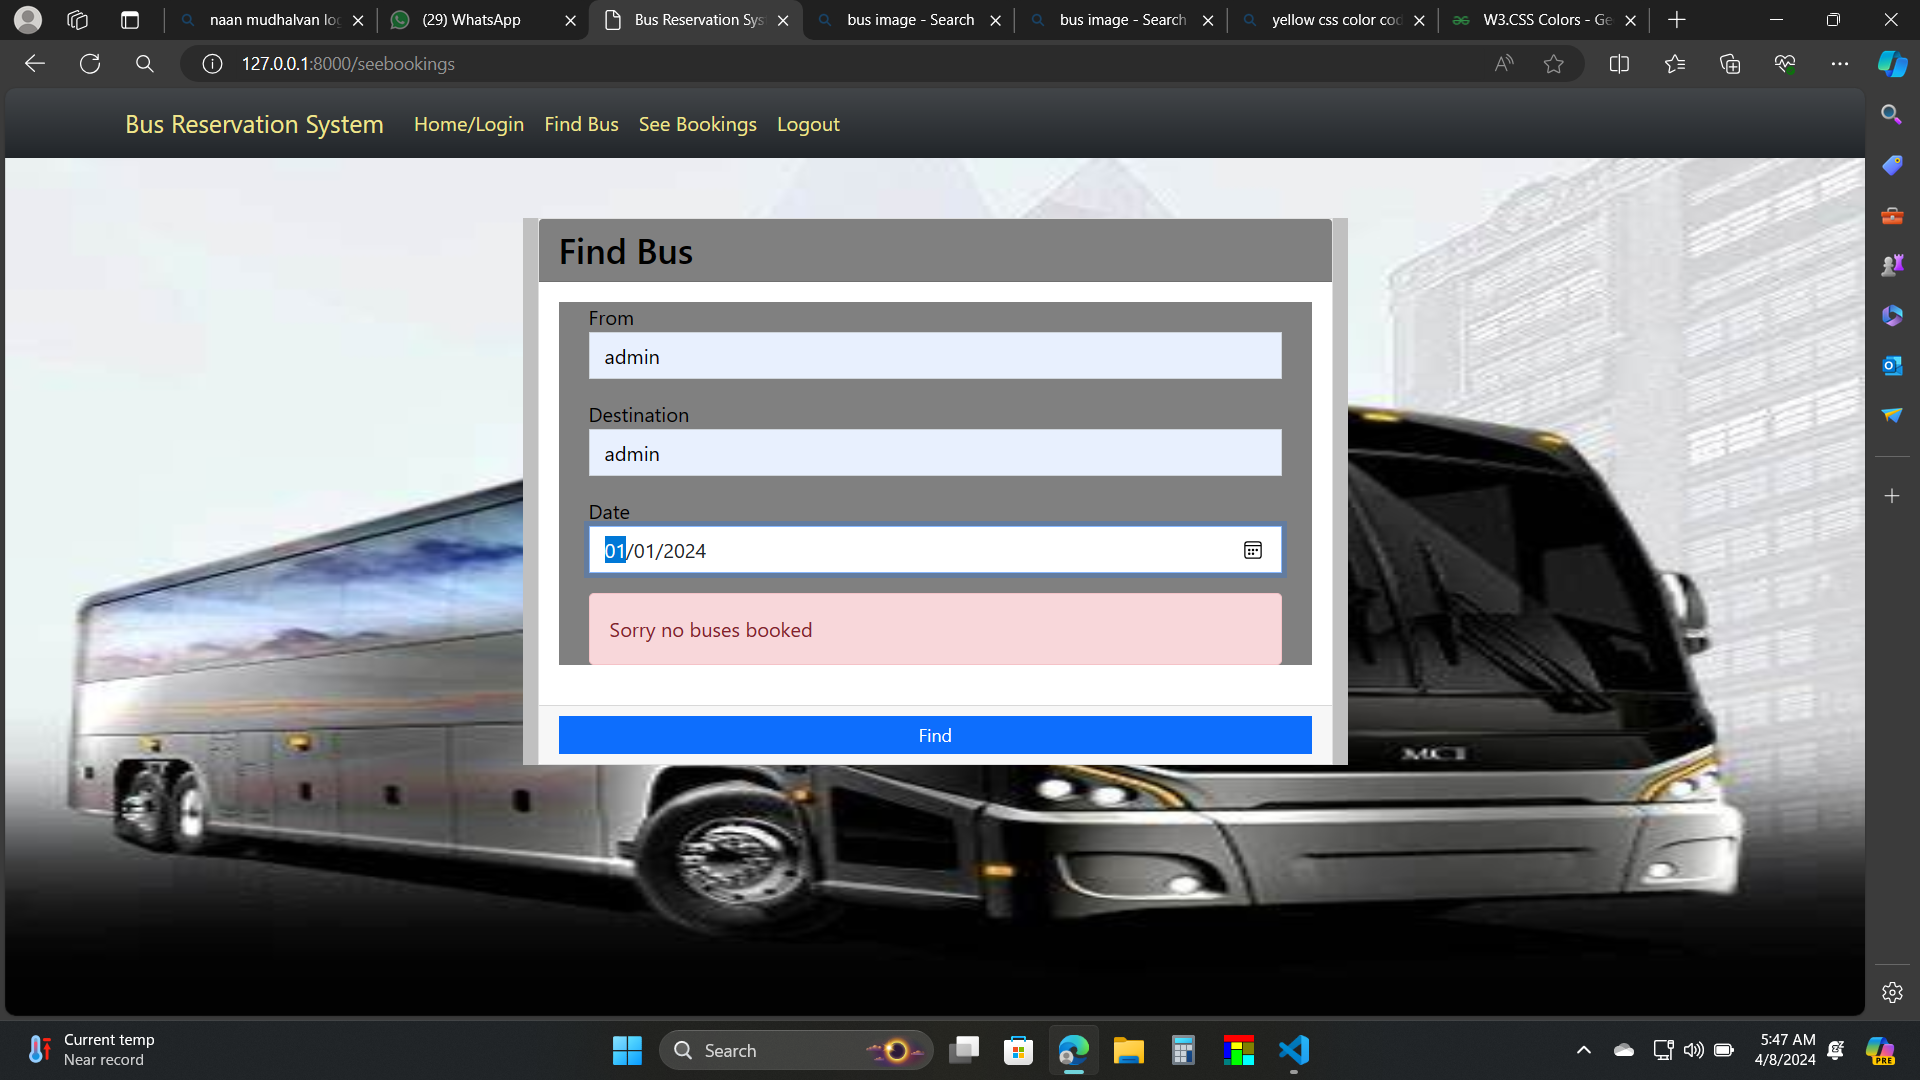 naan mudhalvan log
(29) WhatsApp
Bus Reservation Sys
bus image - Search
bus image - Search
yellow css color cod
W3.CSS Colors - Ge
127.0.0.1:8000/seebookings
Bus Reservation System
Home/Login
Find Bus
See Bookings
Logout
Find Bus
From
admin
Destination
admin
Date
01/01/2024
Sorry no buses booked
Find
MCI
Current temp
Near record
Search
5:47 AM
4/8/2024
PRE